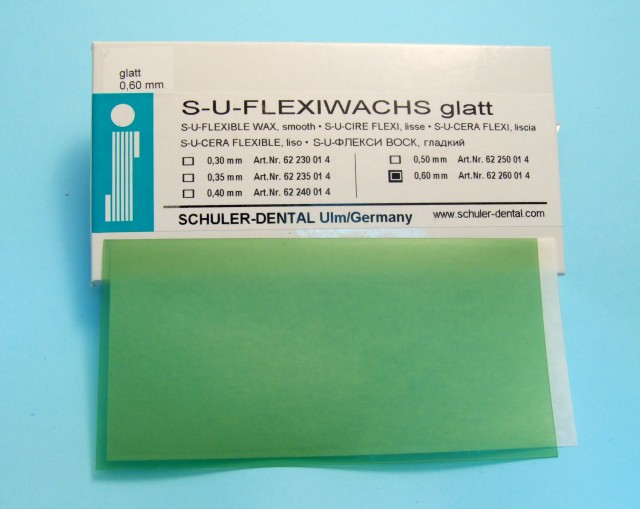 glatt
0,60 mm
S-U-FLEXIWACHS glatt
S-U-FLEXIBLE WAX, smooth • S-U-CIRE FLEXI, lisse • S-U-CERA FLEXI, liscia
S-U-CERA FLEXIBLE, liso • S-U-ФЛЕКСИ ВОСК, гладкий
0,30 mm Art.Nr. 62 230 01 4
0,35 mm Art.Nr. 62 235 01 4
0,40 mm Art.Nr. 62 240 01 4
0,50 mm Art.Nr. 62 250 01 4
0,60 mm Art.Nr. 62 260 01 4
SCHULER-DENTAL Ulm/Germany www.schuler-dental.com